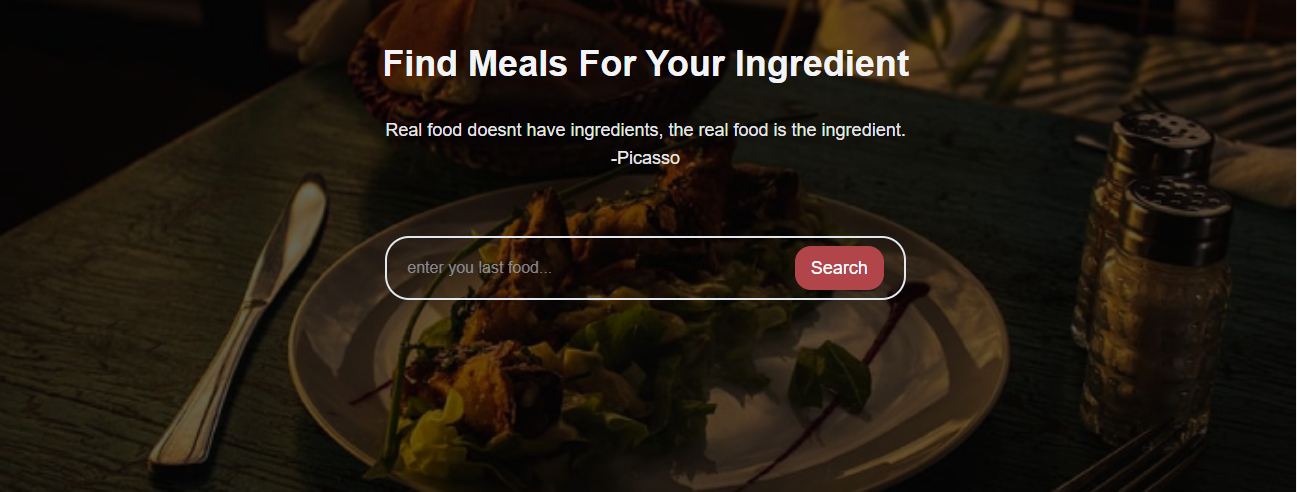 Find Meals For Your Ingredient
Real food doesnt have ingredients, the real food is the ingredient.
-Picasso
enter you last food...
Search